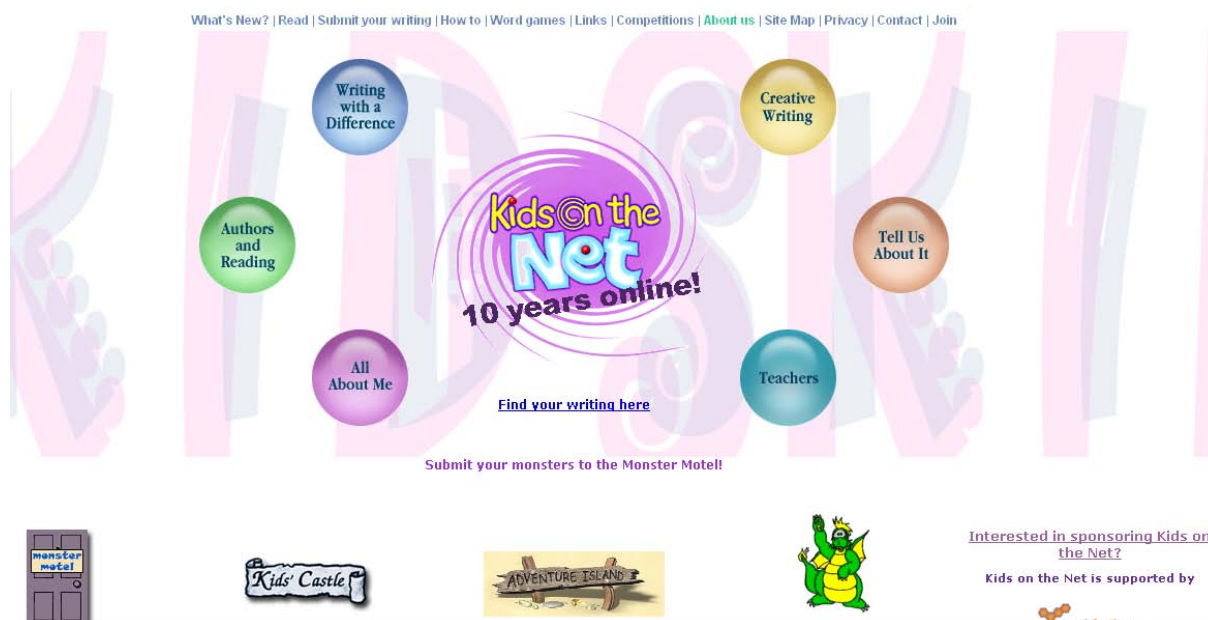 What's New? | Read | Submit your writing | How to | Word games | Links | Competitions | About us | Site Map | Privacy | Contact | Join
Writing
with a
Difference
Creative
Writing
Authors
and
Reading
Kids on the
Net
10 years online!
Tell Us
About It
All
About Me
Teachers
Find your writing here
Submit your monsters to the Monster Motel!
monster
motel
Kids' Castle
ADVENTURE ISLAND
Interested in sponsoring Kids on
the Net?
Kids on the Net is supported by